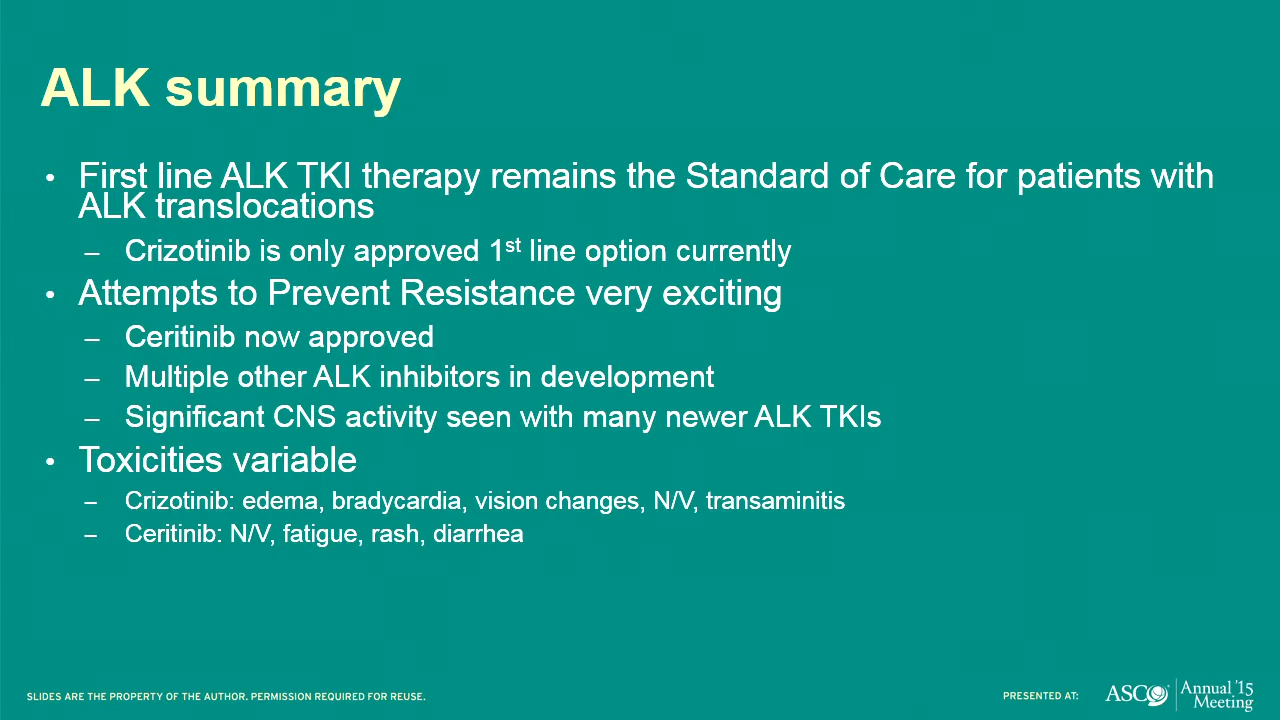 ALK summary
• First line ALK TKI therapy remains the Standard of Care for patients with
ALK translocations
– Crizotinib is only approved 1st line option currently
• Attempts to Prevent Resistance very exciting
– Ceritinib now approved
– Multiple other ALK inhibitors in development
– Significant CNS activity seen with many newer ALK TKIs
• Toxicities variable
– Crizotinib: edema, bradycardia, vision changes, N/V, transaminitis
– Ceritinib: N/V, fatigue, rash, diarrhea
SLIDES ARE THE PROPERTY OF THE AUTHOR. PERMISSION REQUIRED FOR REUSE.
PRESENTED AT:
ASCO
Annual '15
Meeting